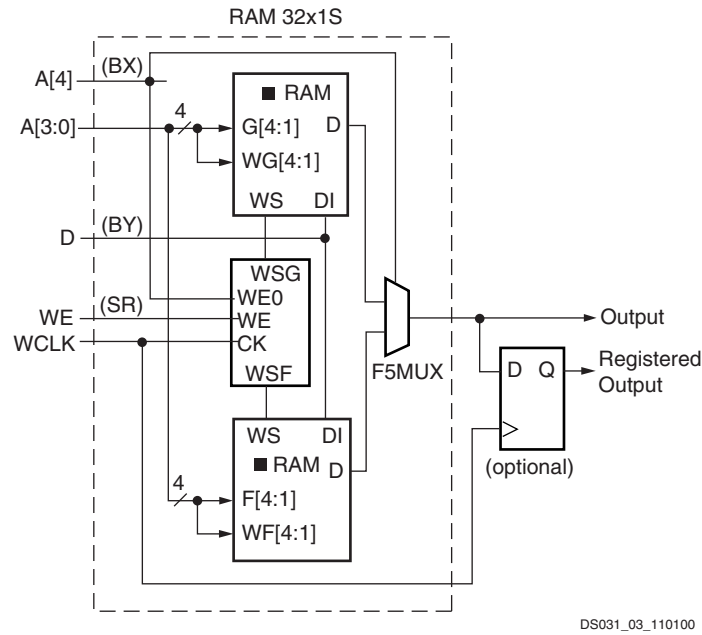 RAM 32x1S
A[4]
(BX)
RAM
A[3:0]
4
G[4:1]
D
WG[4:1]
WS
DI
D
(BY)
WSG
WE0
WE
(SR)
WE
WCLK
CK
WSF
F5MUX
Output
D
Q
Registered
Output
(optional)
WS
DI
RAM
D
4
F[4:1]
WF[4:1]
DS031_03_110100